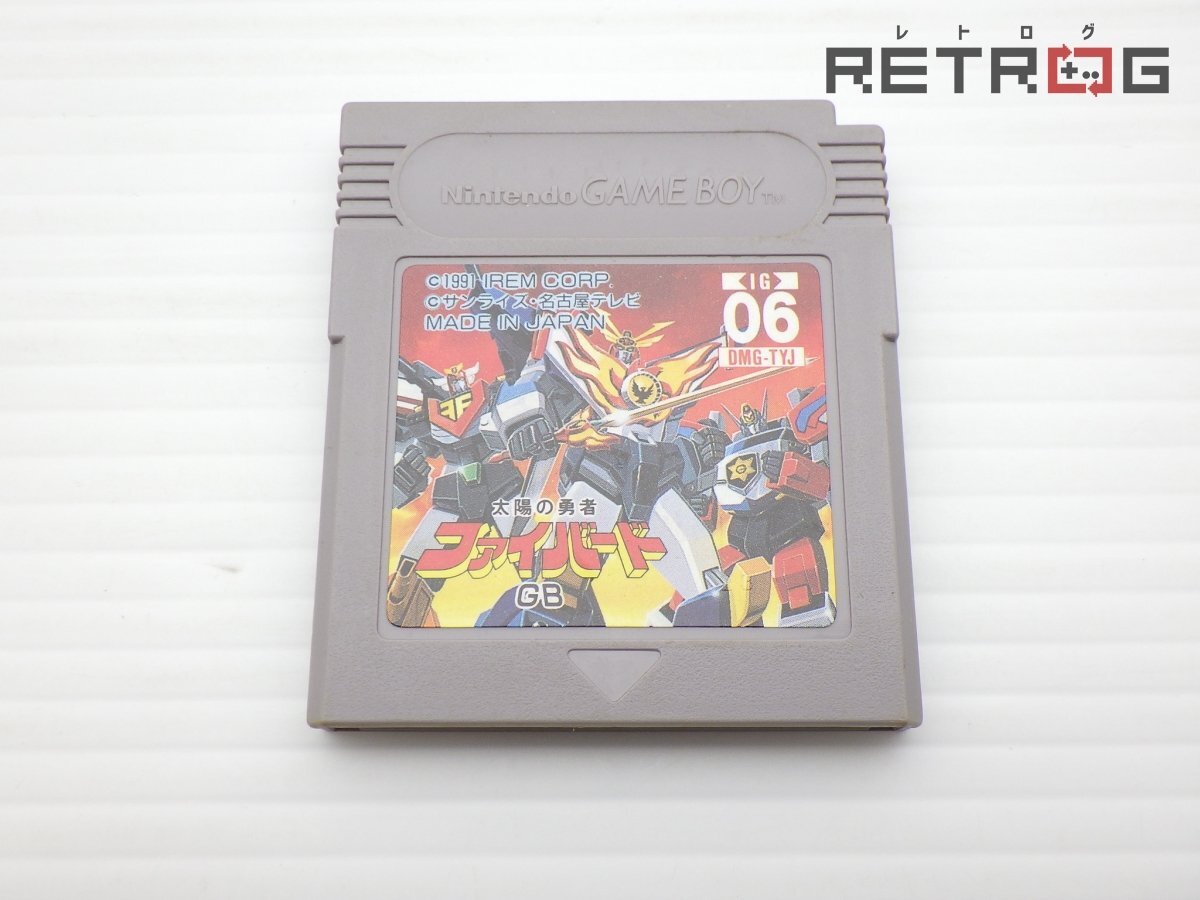 レトログ
RETROG
Nintendo GAME BOY TM
©1991 IREM CORP.
©サンライズ・名古屋テレビ
MADE IN JAPAN
IG
06
DMG-TYJ
太陽の勇者
ファイバード
GB